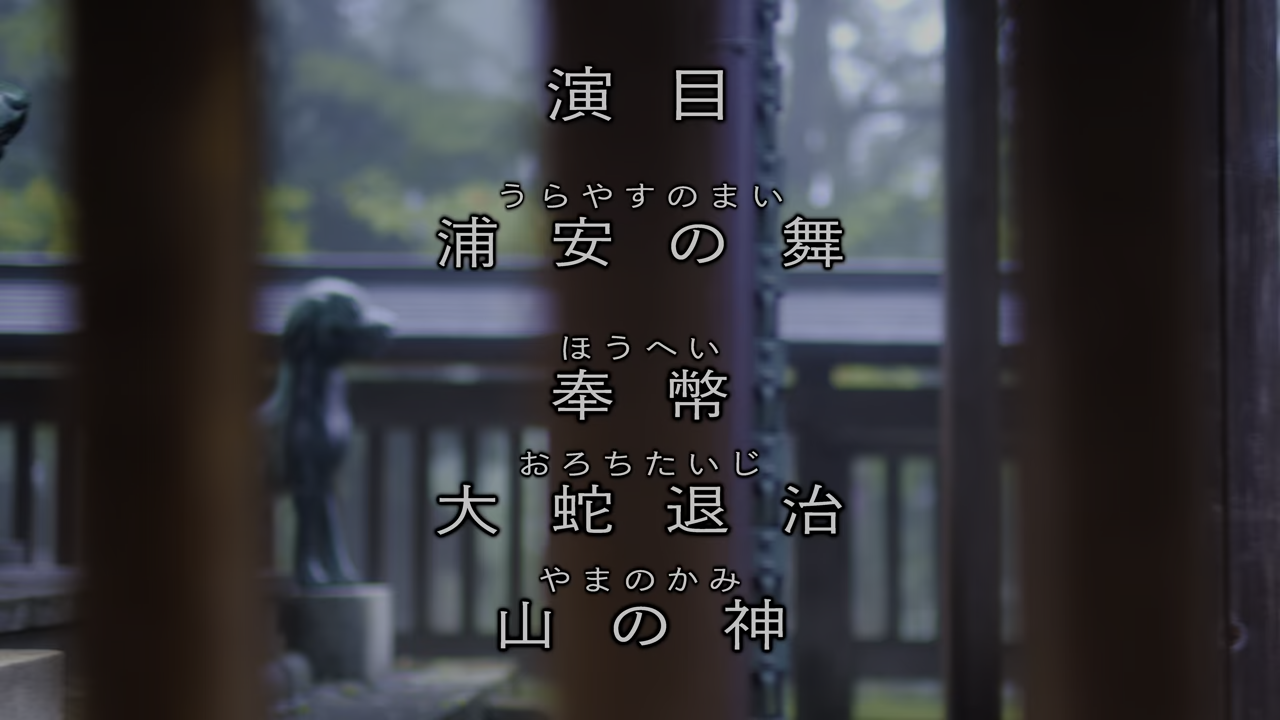 演目
うらやすのまい
浦安の舞
ほうへい
奉幣
おろちたいじ
大蛇退治
やまのかみ
山の神